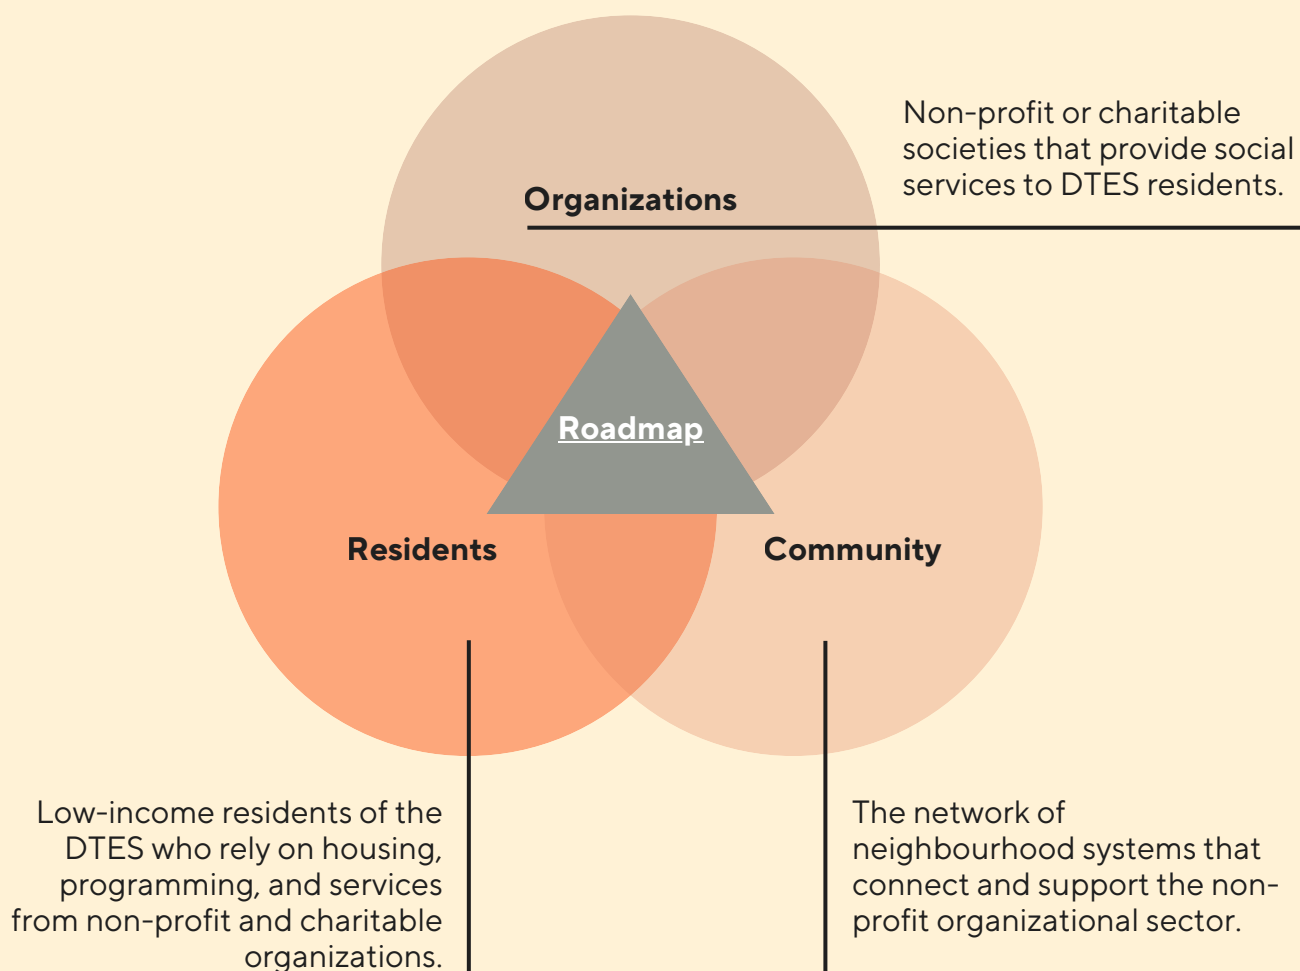 Non-profit or charitable
societies that provide social
services to DTES residents.
Organizations
Roadmap
Residents
Community
Low-income residents of the
DTES who rely on housing,
programming, and services
from non-profit and charitable
organizations.
The network of
neighbourhood systems that
connect and support the non-
profit organizational sector.